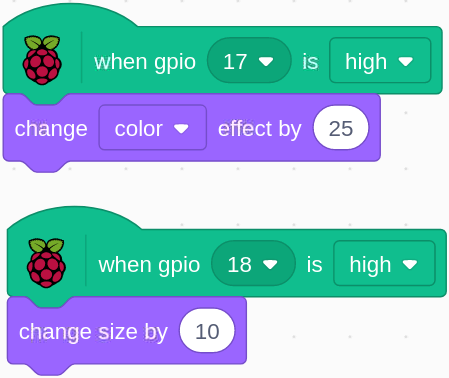 when gpio 17 is high
change color effect by 25
when gpio 18 is high
change size by 10